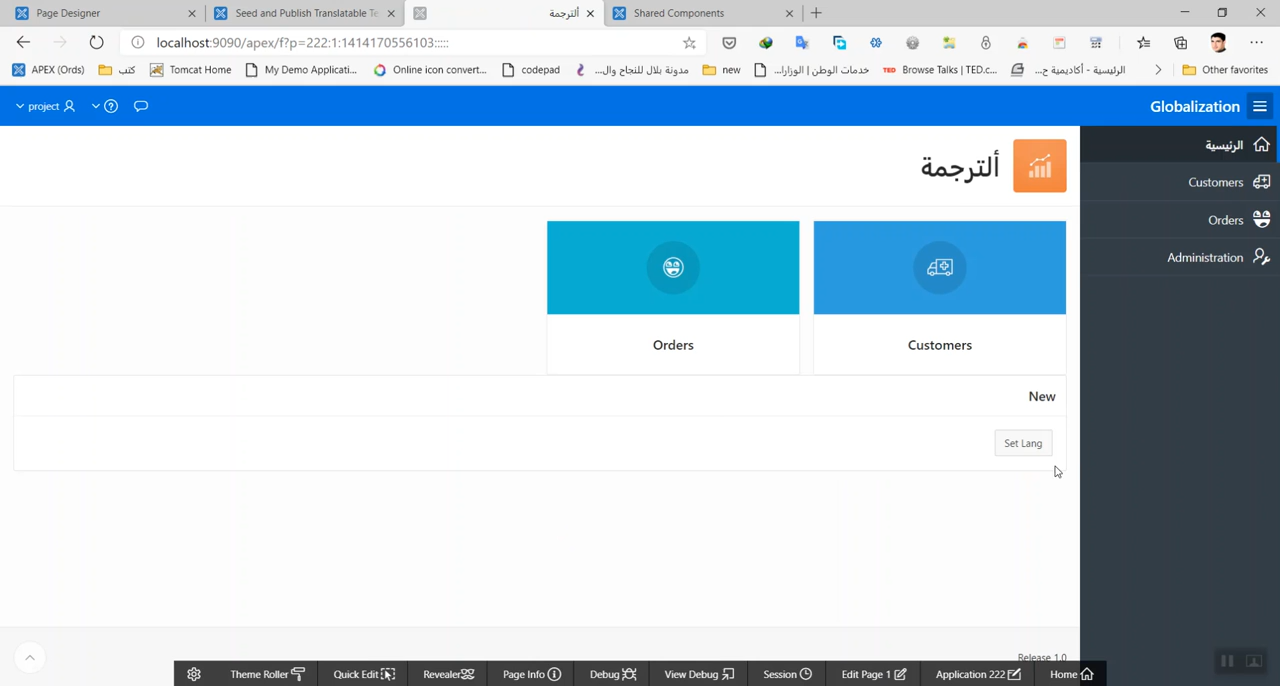 Page Designer
Seed and Publish Translatable Te
ألترجمة
Shared Components
localhost:9090/apex/f?p=222:1:1414170556103:::::
APEX (Ords)
كتب
Tomcat Home
My Demo Applicati...
Online icon convert...
codepad
مدونة بلال للنجاح وال...
new
خدمات الوطن | الوزارا...
TED Browse Talks | TED.c...
الرئيسية - أكاديمية ح...
Other favorites
project
Globalization
ألترجمة
الرئيسية
Customers
Orders
Administration
Orders
Customers
New
Set Lang
Release 1.0
Theme Roller
Quick Edit
Revealer
Page Info
Debug
View Debug
Session
Edit Page 1
Application 222
Home